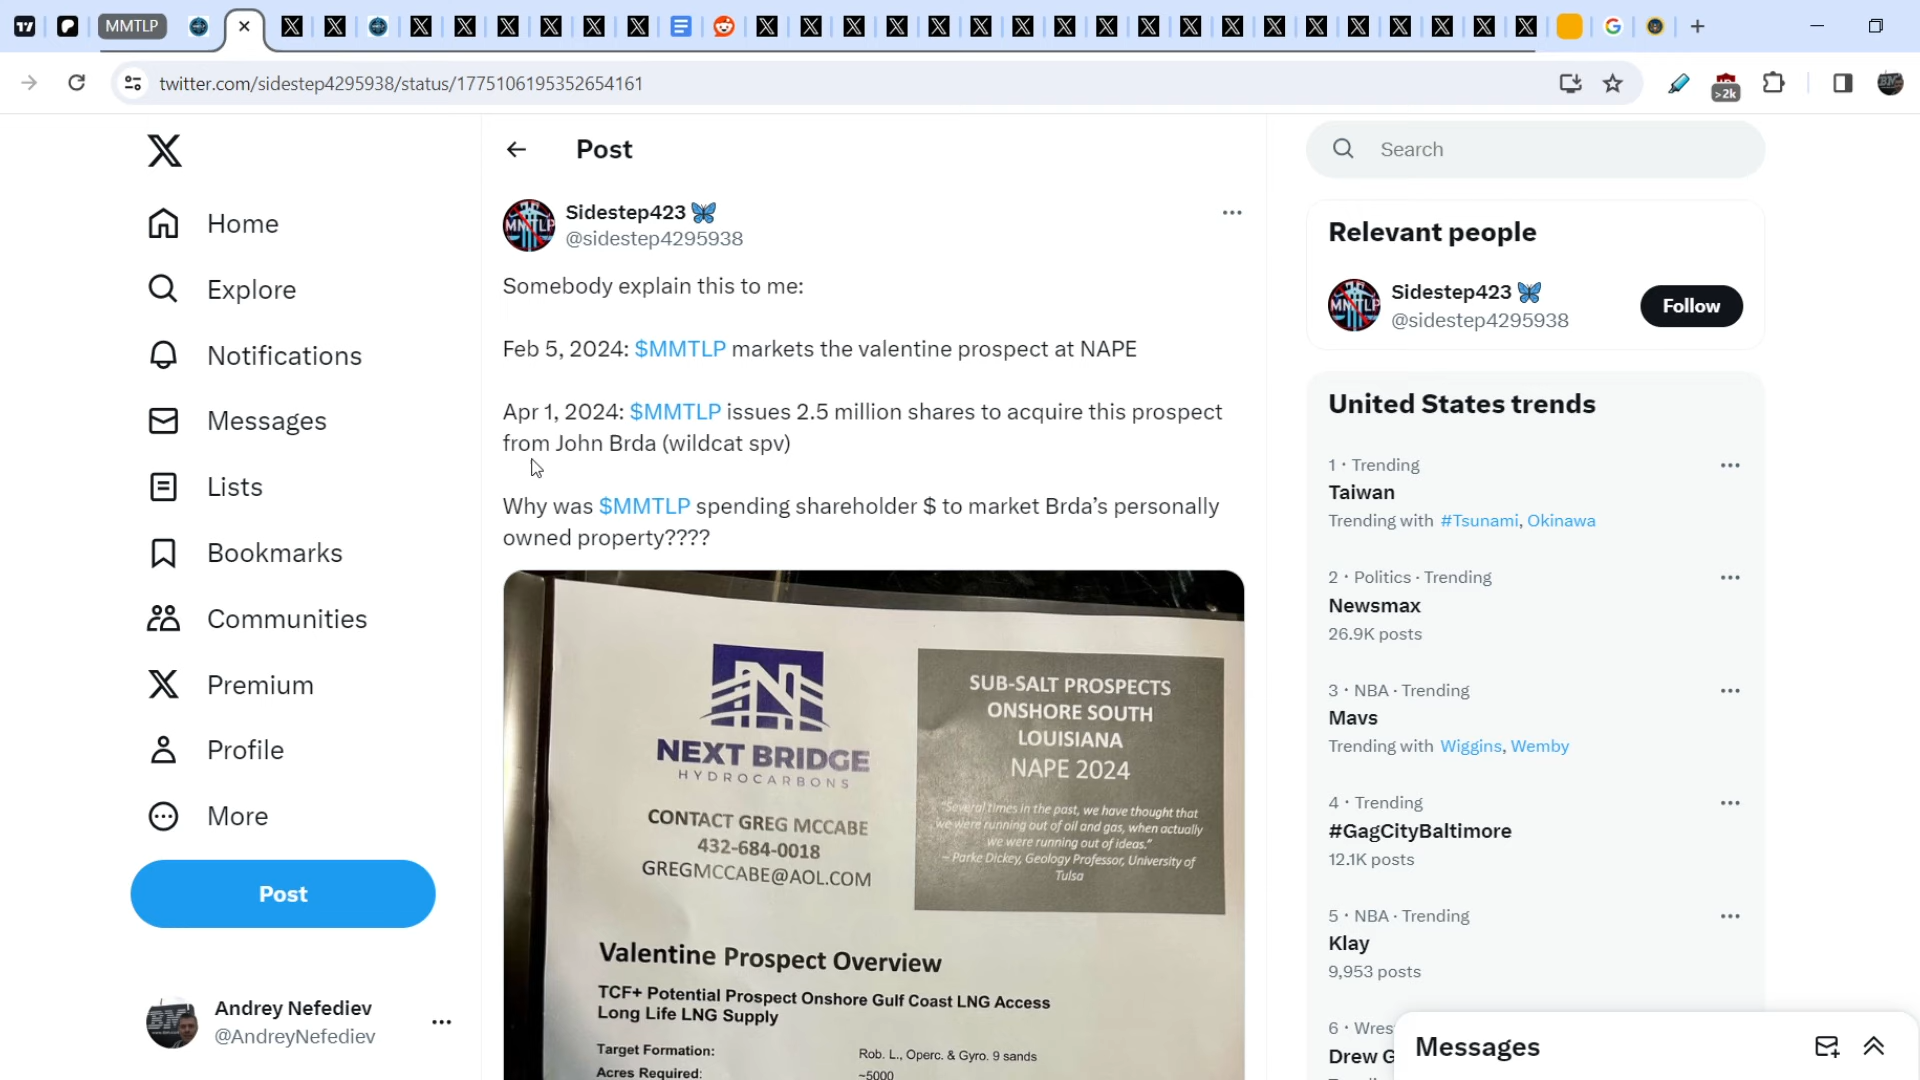 MMTLP
twitter.com/sidestep4295938/status/1775106195352654161
>2k
Post
Search
Home
Explore
Notifications
Messages
Lists
Bookmarks
Communities
Premium
Profile
More
Post
Andrey Nefediev
@AndreyNefediev
Sidestep423
@sidestep4295938
Somebody explain this to me:
Feb 5, 2024: $MMTLP markets the valentine prospect at NAPE
Apr 1, 2024: $MMTLP issues 2.5 million shares to acquire this prospect
from John Brda (wildcat spv)
Why was $MMTLP spending shareholder $ to market Brda’s personally
owned property????
NEXT BRIDGE
HYDROCARBONS
CONTACT GREG MCCABE
432-684-0018
GREGMCCABE@AOL.COM
SUB-SALT PROSPECTS
ONSHORE SOUTH
LOUISIANA
NAPE 2024
"Several times in the past, we have thought that
we were running out of oil and gas, when actually
we were running out of ideas."
~ Parke Dickey, Geology Professor, University of
Tulsa
Valentine Prospect Overview
TCF+ Potential Prospect Onshore Gulf Coast LNG Access
Long Life LNG Supply
Target Formation: Rob. L., Operc. & Gyro. 9 sands
Acres Required: ~5000
Relevant people
Sidestep423
@sidestep4295938
Follow
United States trends
1 · Trending
Taiwan
Trending with #Tsunami, Okinawa
2 · Politics · Trending
Newsmax
26.9K posts
3 · NBA · Trending
Mavs
Trending with Wiggins, Wemby
4 · Trending
#GagCityBaltimore
12.1K posts
5 · NBA · Trending
Klay
9,953 posts
6 · Wres
Drew G
Messages